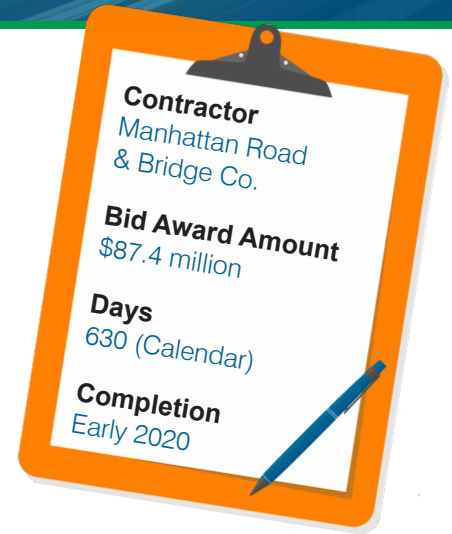 Contractor
Manhattan Road
& Bridge Co.
Bid Award Amount
$87.4 million
Days
630 (Calendar)
Completion
Early 2020